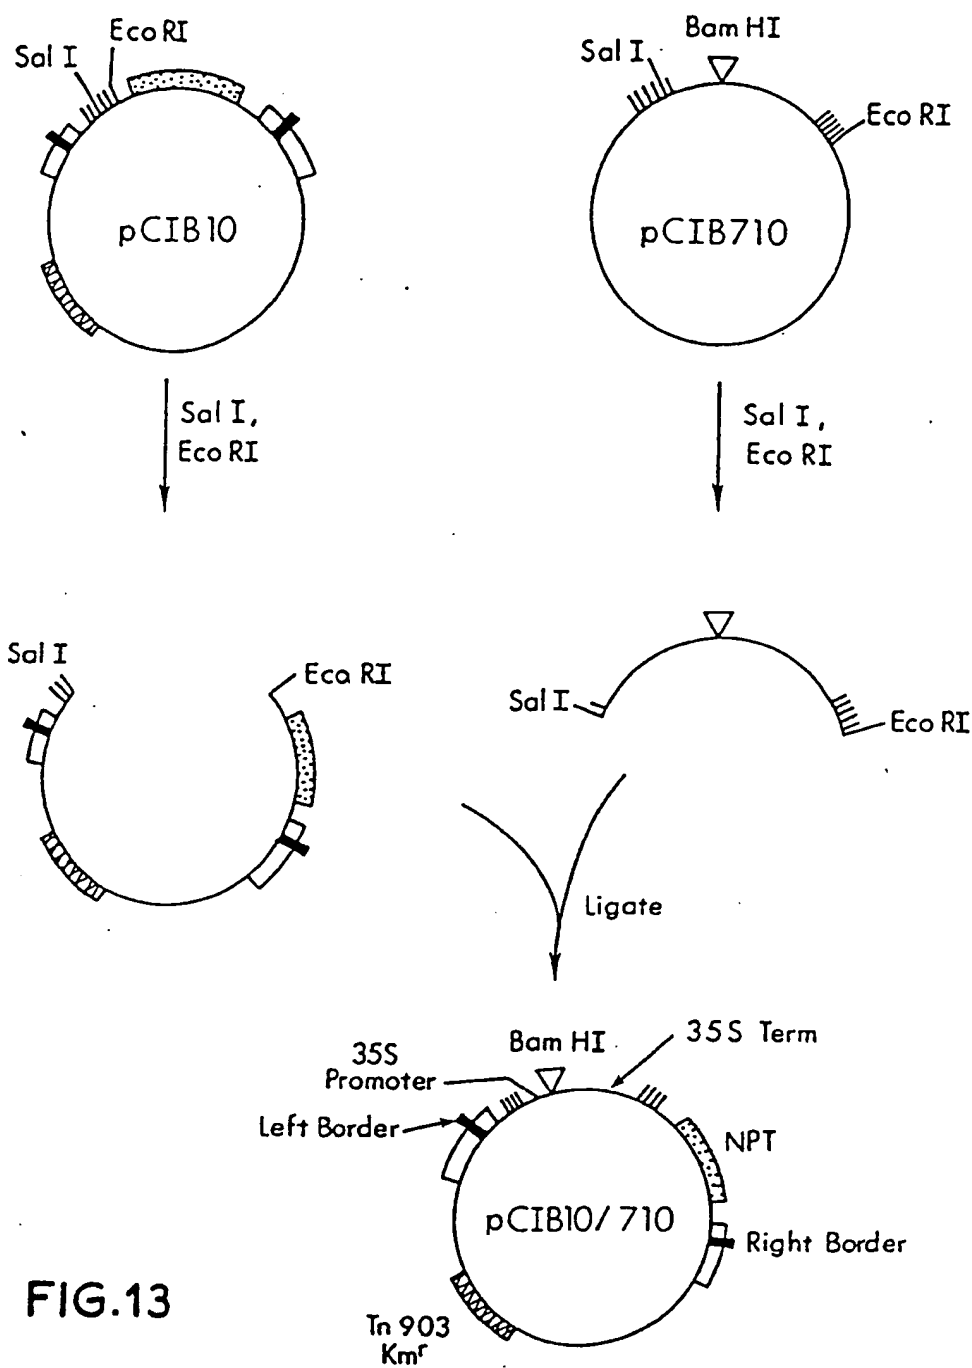 Eco RI
Sal I
pCIB10
Bam HI
Sal I
Eco RI
pCIB710
Sal I,
Eco RI
Sal I,
Eco RI
Sal I
Eco RI
Sal I
Eco RI
Ligate
35S
Promoter
Bam HI
35S Term
Left Border
NPT
pCIB10/710
Right Border
Tn 903
Kmʳ
FIG.13